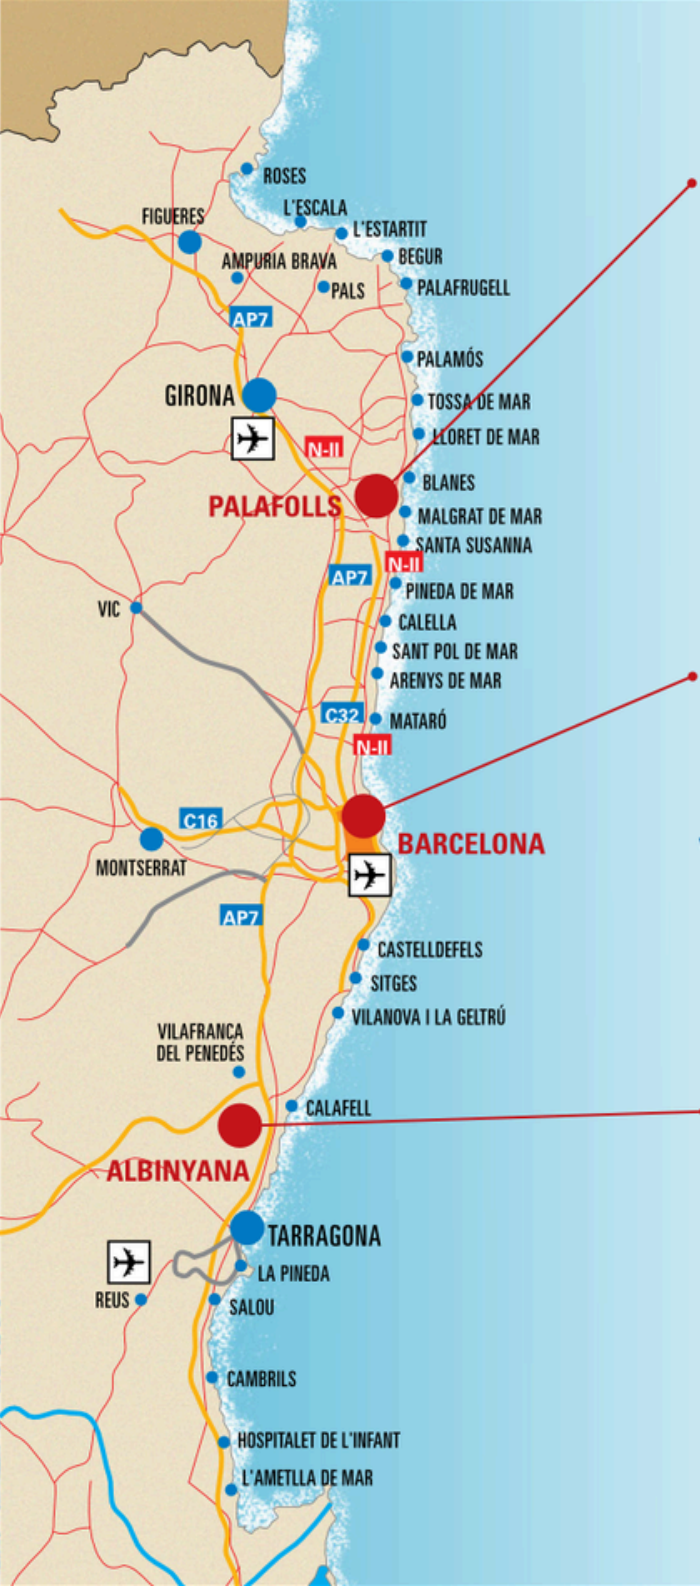 ROSES
L'ESCALA
FIGUERES
L'ESTARTIT
BEGUR
AMPURIA BRAVA
PALS
PALAFRUGELL
AP7
PALAMÓS
GIRONA
TOSSA DE MAR
LLORET DE MAR
N-II
BLANES
PALAFOLLS
MALGRAT DE MAR
SANTA SUSANNA
N-II
AP7
PINEDA DE MAR
VIC
CALELLA
SANT POL DE MAR
ARENYS DE MAR
C32
MATARÓ
N-II
C16
BARCELONA
MONTSERRAT
AP7
CASTELLDEFELS
SITGES
VILANOVA I LA GELTRÚ
VILAFRANCA
DEL PENEDÉS
CALAFELL
ALBINYANA
TARRAGONA
LA PINEDA
REUS
SALOU
CAMBRILS
HOSPITALET DE L'INFANT
L'AMETLLA DE MAR